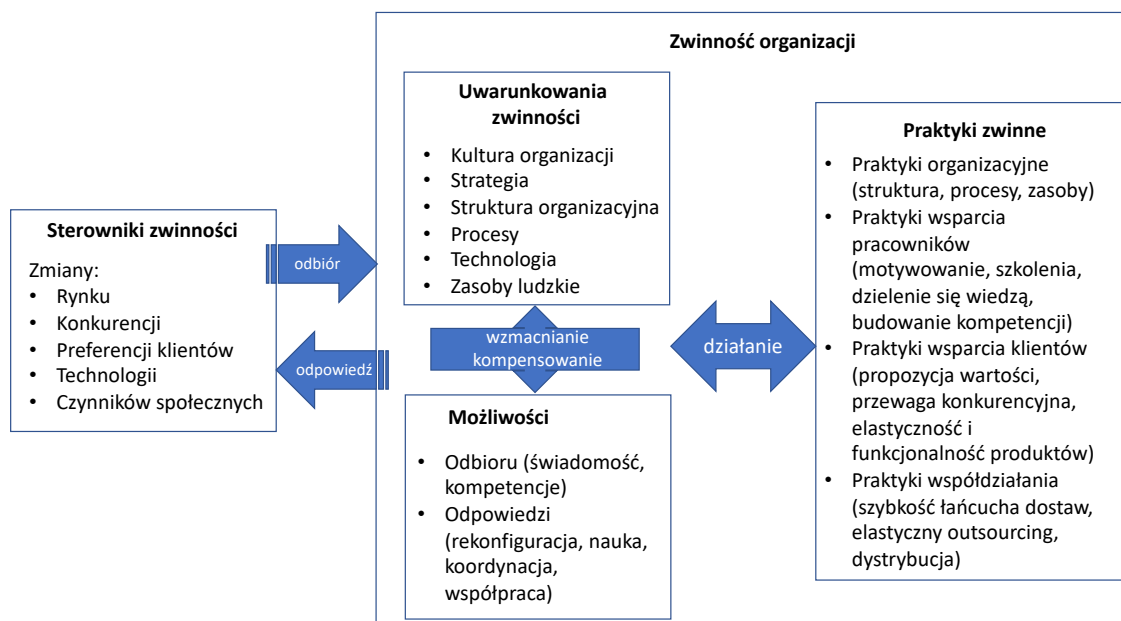 Zwinność organizacji
Sterowniki zwinności
Zmiany:
• Rynku
• Konkurencji
• Preferencji klientów
• Technologii
• Czynników społecznych
odbiór
odpowiedź
Uwarunkowania
zwinności
• Kultura organizacji
• Strategia
• Struktura organizacyjna
• Procesy
• Technologia
• Zasoby ludzkie
wzmacnianie
kompensowanie
Możliwości
• Odbioru (świadomość,
kompetencje)
• Odpowiedzi
(rekonfiguracja, nauka,
koordynacja,
współpraca)
działanie
Praktyki zwinne
• Praktyki organizacyjne
(struktura, procesy, zasoby)
• Praktyki wsparcia
pracowników
(motywowanie, szkolenia,
dzielenie się wiedzą,
budowanie kompetencji)
• Praktyki wsparcia klientów
(propozycja wartości,
przewaga konkurencyjna,
elastyczność i
funkcjonalność produktów)
• Praktyki współdziałania
(szybkość łańcucha dostaw,
elastyczny outsourcing,
dystrybucja)